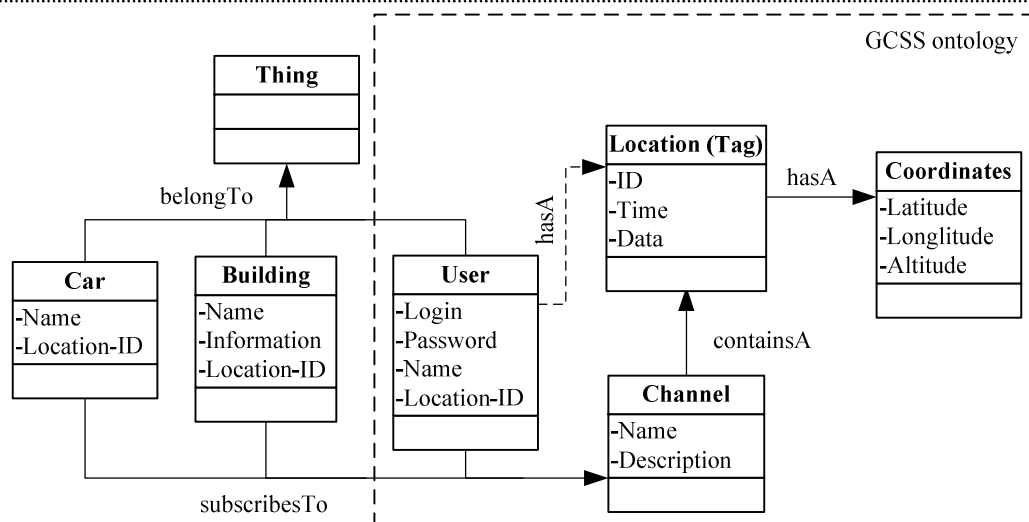 GCSS ontology
Thing
belongTo
Car
-Name
-Location-ID
Building
-Name
-Information
-Location-ID
User
-Login
-Password
-Name
-Location-ID
hasA
Location (Tag)
-ID
-Time
-Data
hasA
Coordinates
-Latitude
-Longlitude
-Altitude
containsA
Channel
-Name
-Description
subscribesTo